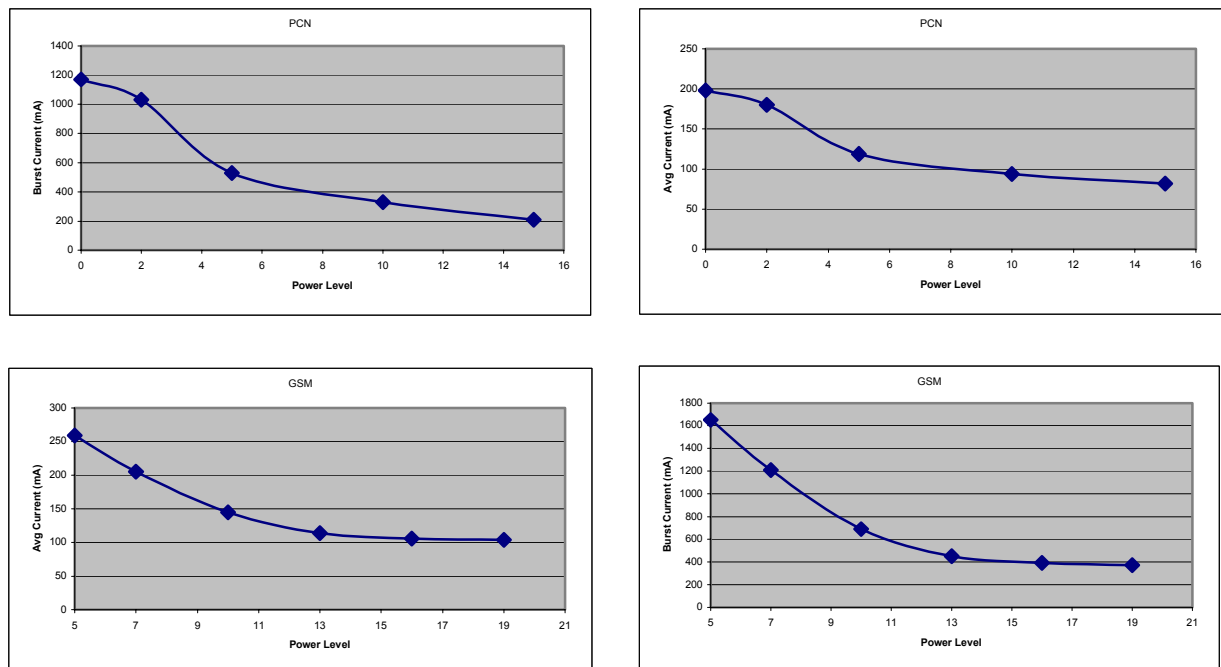 PCN
1400
1200
1000
800
600
400
200
0
0 2 4 6 8 10 12 14 16
Burst Current (mA)
Power Level
PCN
250
200
150
100
50
0
0 2 4 6 8 10 12 14 16
Avg Current (mA)
Power Level
GSM
300
250
200
150
100
50
0
5 7 9 11 13 15 17 19 21
Avg Current (mA)
Power Level
GSM
1800
1600
1400
1200
1000
800
600
400
200
0
5 7 9 11 13 15 17 19 21
Burst Current (mA)
Power Level